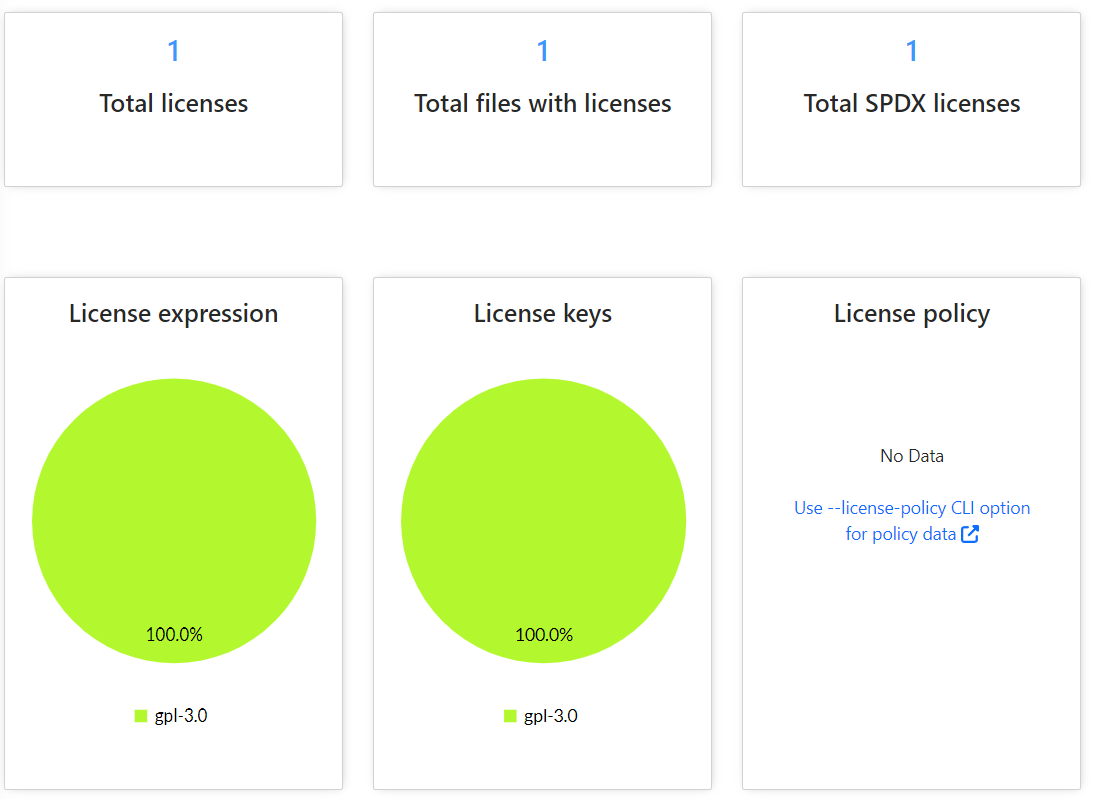 1
Total licenses
1
Total files with licenses
1
Total SPDX licenses
License expression
100.0%
gpl-3.0
License keys
100.0%
gpl-3.0
License policy
No Data
Use --license-policy CLI option
for policy data